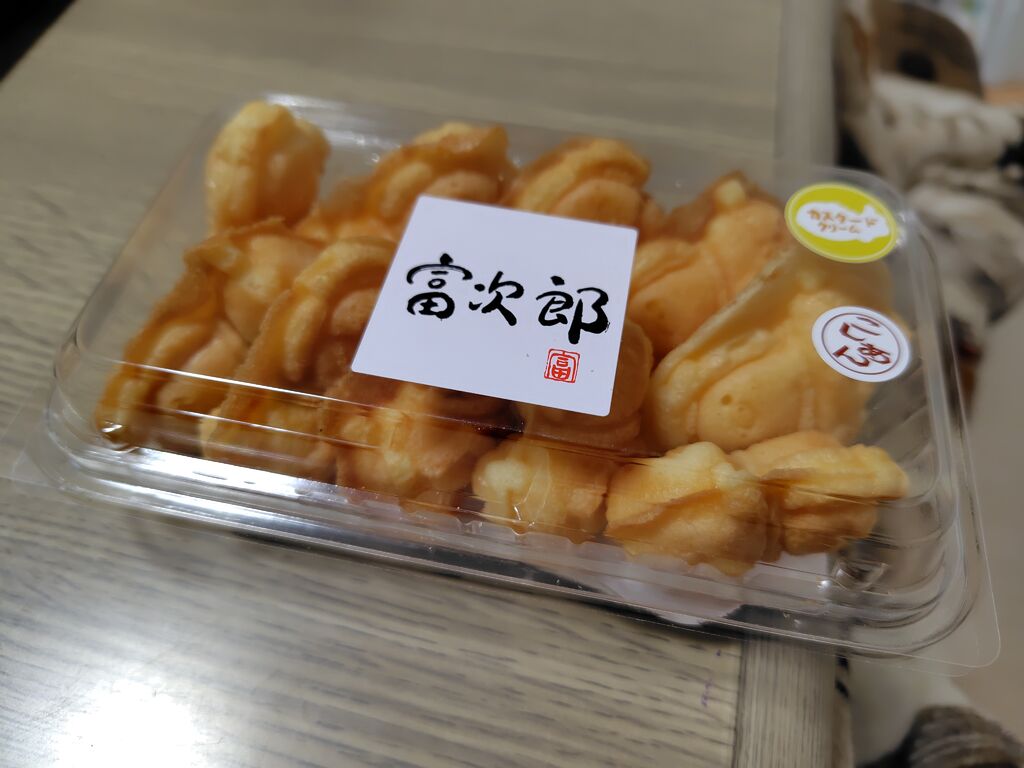 富次郎
富
カスタード
クリーム
こしあん